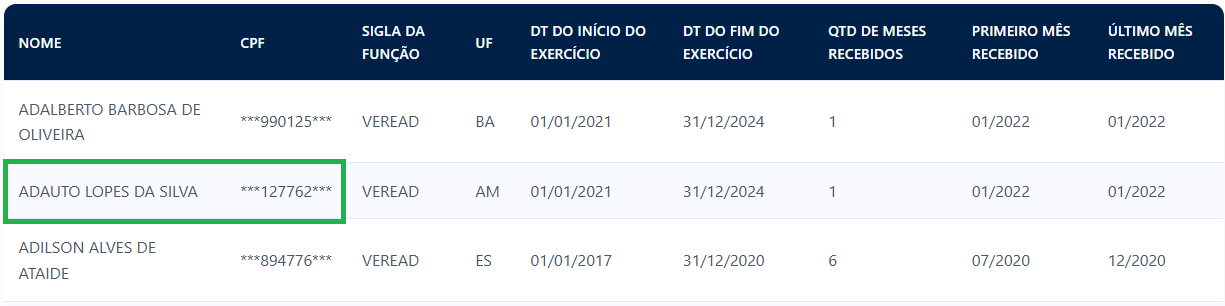 NOME CPF SIGLA DA FUNÇÃO UF DT DO INÍCIO DO EXERCÍCIO DT DO FIM DO EXERCÍCIO QTD DE MESES RECEBIDOS PRIMEIRO MÊS RECEBIDO ÚLTIMO MÊS RECEBIDO
ADALBERTO BARBOSA DE OLIVEIRA ***990125*** VEREAD BA 01/01/2021 31/12/2024 1 01/2022 01/2022
ADAUTO LOPES DA SILVA ***127762*** VEREAD AM 01/01/2021 31/12/2024 1 01/2022 01/2022
ADILSON ALVES DE ATAIDE ***894776*** VEREAD ES 01/01/2017 31/12/2020 6 07/2020 12/2020